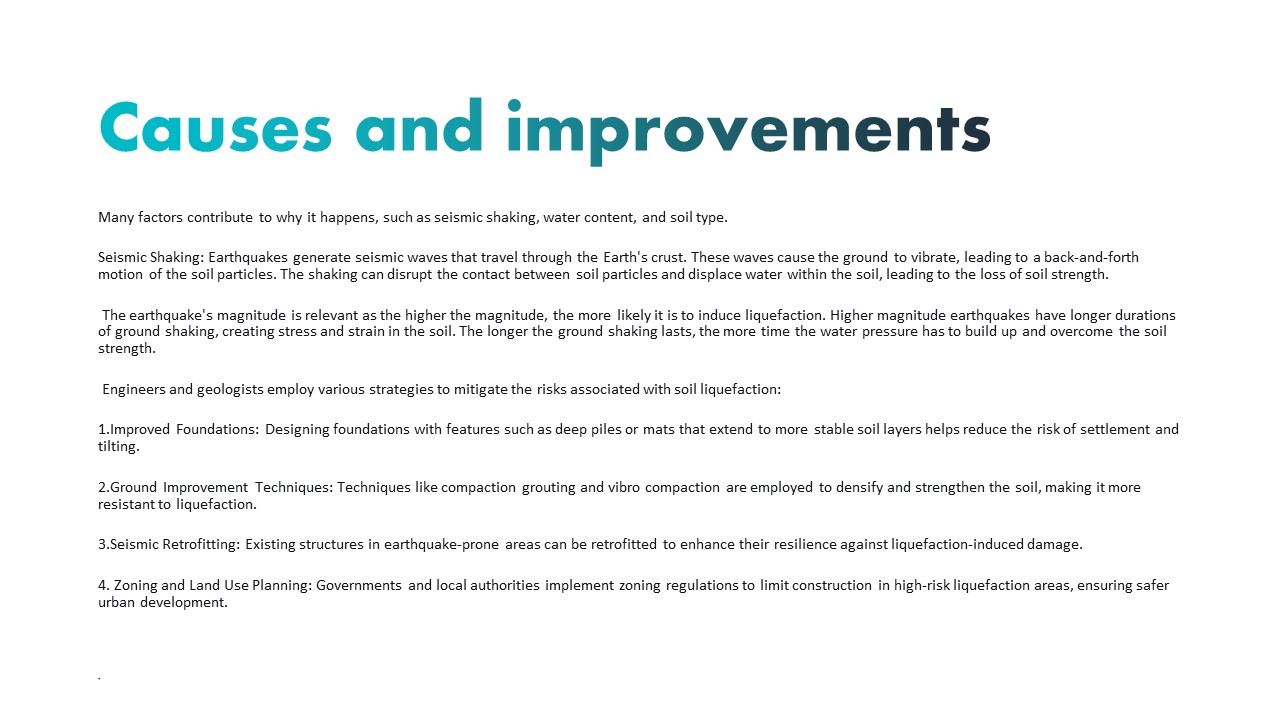 Causes and improvements
Many factors contribute to why it happens, such as seismic shaking, water content, and soil type.
Seismic Shaking: Earthquakes generate seismic waves that travel through the Earth's crust. These waves cause the ground to vibrate, leading to a back-and-forth
motion of the soil particles. The shaking can disrupt the contact between soil particles and displace water within the soil, leading to the loss of soil strength.
The earthquake's magnitude is relevant as the higher the magnitude, the more likely it is to induce liquefaction. Higher magnitude earthquakes have longer durations
of ground shaking, creating stress and strain in the soil. The longer the ground shaking lasts, the more time the water pressure has to build up and overcome the soil
strength.
Engineers and geologists employ various strategies to mitigate the risks associated with soil liquefaction:
1.Improved Foundations: Designing foundations with features such as deep piles or mats that extend to more stable soil layers helps reduce the risk of settlement and
tilting.
2.Ground Improvement Techniques: Techniques like compaction grouting and vibro compaction are employed to densify and strengthen the soil, making it more
resistant to liquefaction.
3.Seismic Retrofitting: Existing structures in earthquake-prone areas can be retrofitted to enhance their resilience against liquefaction-induced damage.
4. Zoning and Land Use Planning: Governments and local authorities implement zoning regulations to limit construction in high-risk liquefaction areas, ensuring safer
urban development.
.